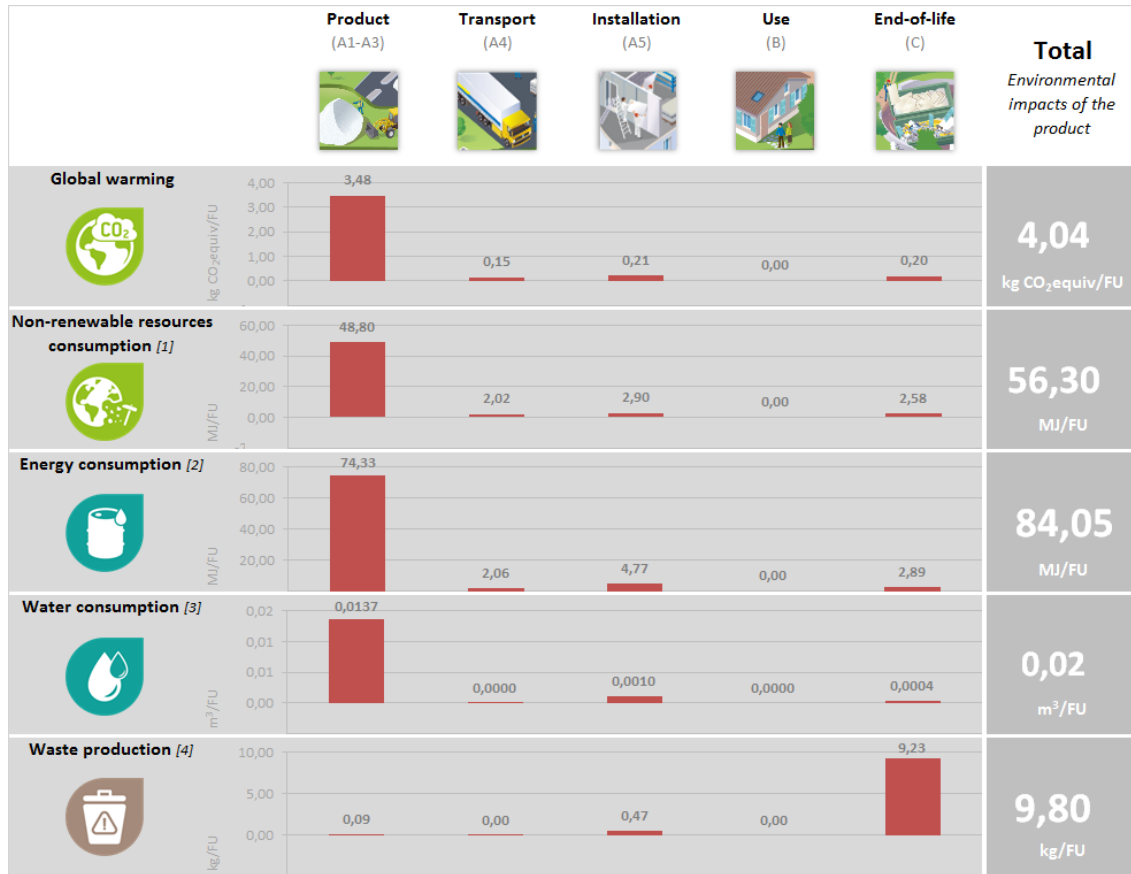 Product
(A1-A3)
Transport
(A4)
Installation
(A5)
Use
(B)
End-of-life
(C)
Total
Environmental
impacts of the
product
Global warming
CO₂
kg CO₂equiv/FU
4,00
3,00
2,00
1,00
0,00
3,48
0,15
0,21
0,00
0,20
4,04
kg CO₂equiv/FU
Non-renewable resources
consumption [1]
MJ/FU
60,00
40,00
20,00
0,00
48,80
2,02
2,90
0,00
2,58
56,30
MJ/FU
Energy consumption [2]
MJ/FU
80,00
60,00
40,00
20,00
74,33
2,06
4,77
0,00
2,89
84,05
MJ/FU
Water consumption [3]
m³/FU
0,02
0,01
0,01
0,00
0,0137
0,0000
0,0010
0,0000
0,0004
0,02
m³/FU
Waste production [4]
kg/FU
10,00
5,00
0,00
0,09
0,00
0,47
0,00
9,23
9,80
kg/FU